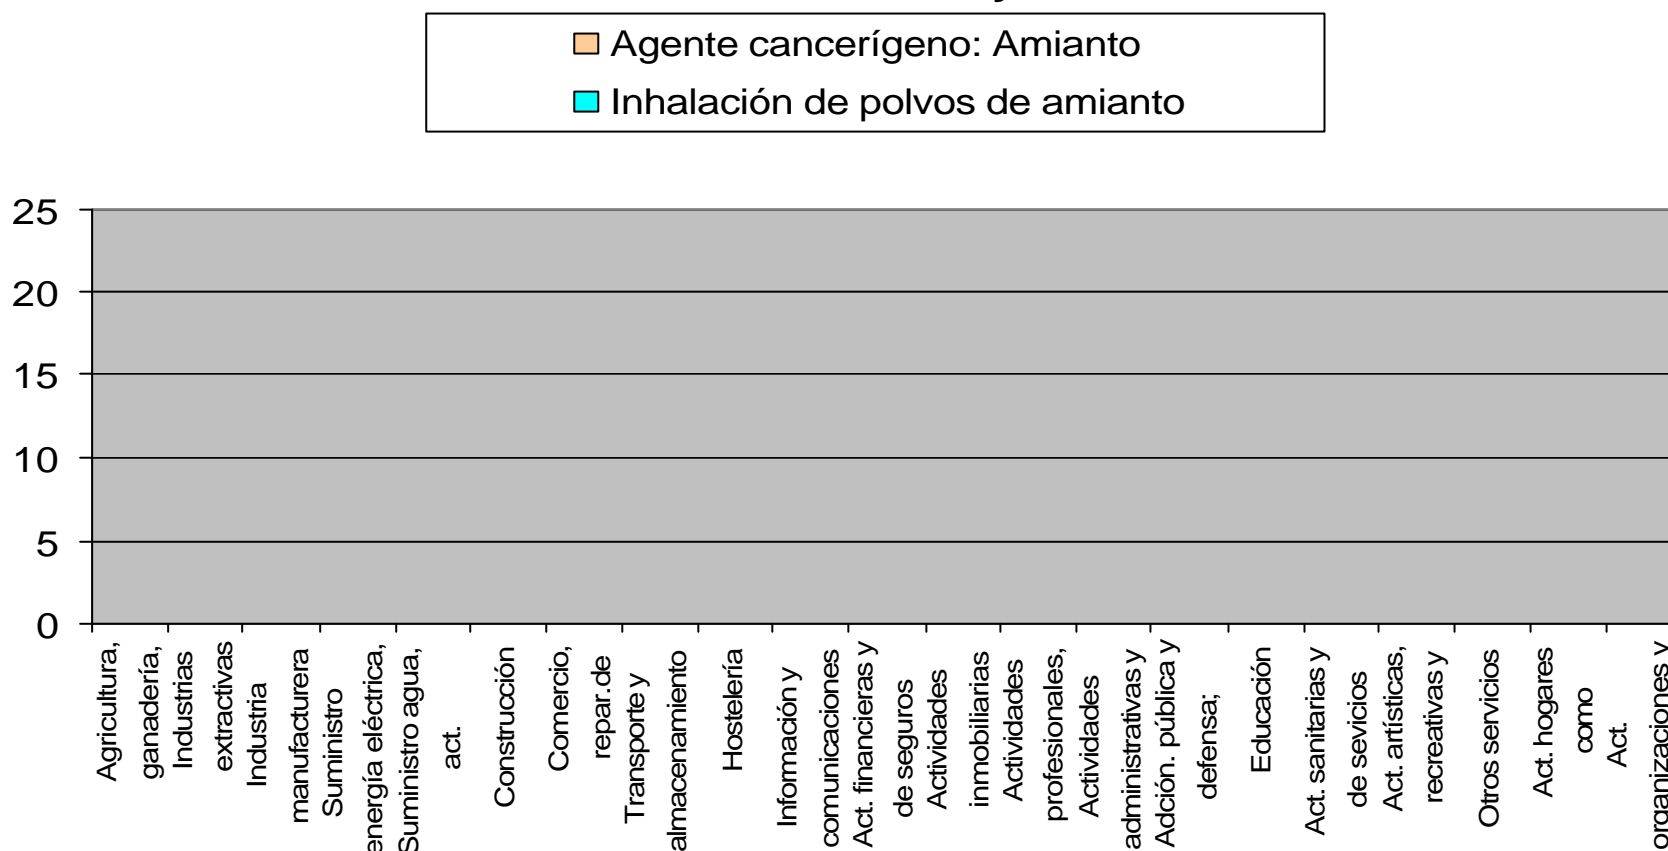 Agente cancerígeno: Amianto
Inhalación de polvos de amianto
25
20
15
10
5
0
Agricultura,
ganadería,
Industrias
extractivas
Industria
manufacturera
Suministro
energía eléctrica,
Suministro agua,
act.
Construcción
Comercio,
repar.de
Transporte y
almacenamiento
Hostelería
Información y
comunicaciones
Act. financieras y
de seguros
Actividades
inmobiliarias
Actividades
profesionales,
Actividades
administrativas y
Adción. pública y
defensa;
Educación
Act. sanitarias y
de sevicios
Act. artísticas,
recreativas y
Otros servicios
Act. hogares
como
Act.
organizaciones y